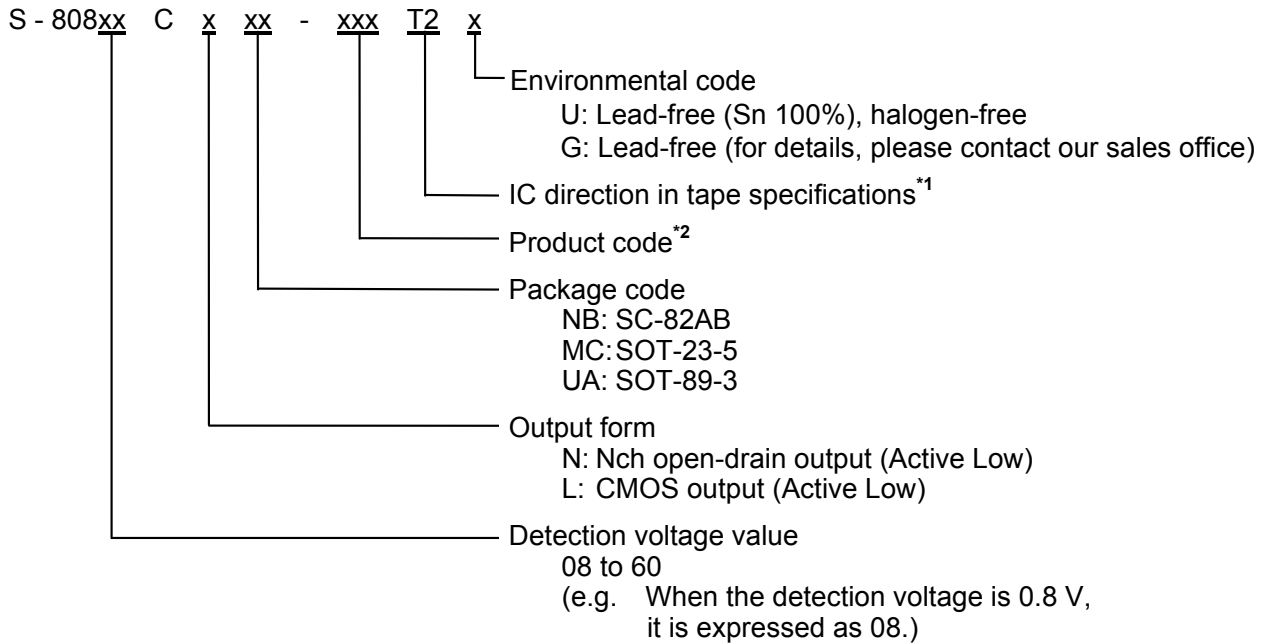 S - 808xx C x xx - xxx T2 x
Environmental code
U: Lead-free (Sn 100%), halogen-free
G: Lead-free (for details, please contact our sales office)
IC direction in tape specifications*1
Product code*2
Package code
NB: SC-82AB
MC: SOT-23-5
UA: SOT-89-3
Output form
N: Nch open-drain output (Active Low)
L: CMOS output (Active Low)
Detection voltage value
08 to 60
(e.g. When the detection voltage is 0.8 V,
it is expressed as 08.)